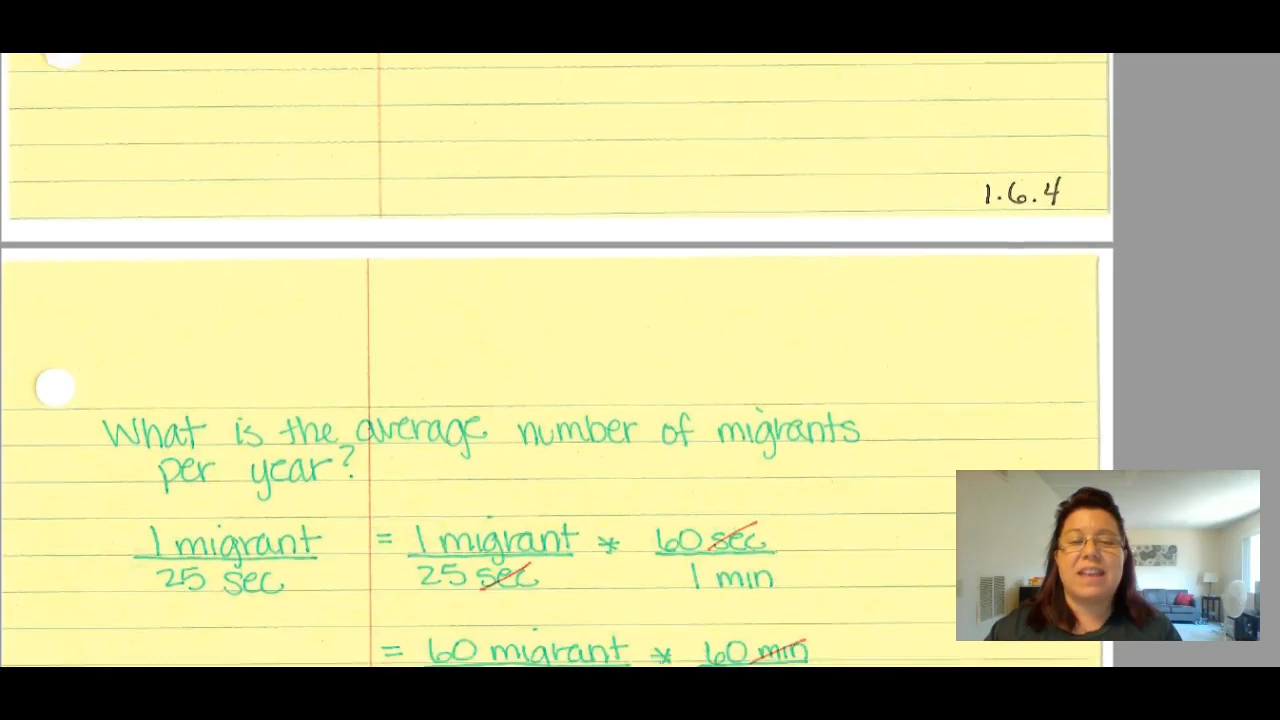 1.6.4
What is the average number of migrants
per year?
1 migrant = 1 migrant * 60 sec
25 sec 25 sec 1 min
= 60 migrant * 60 min